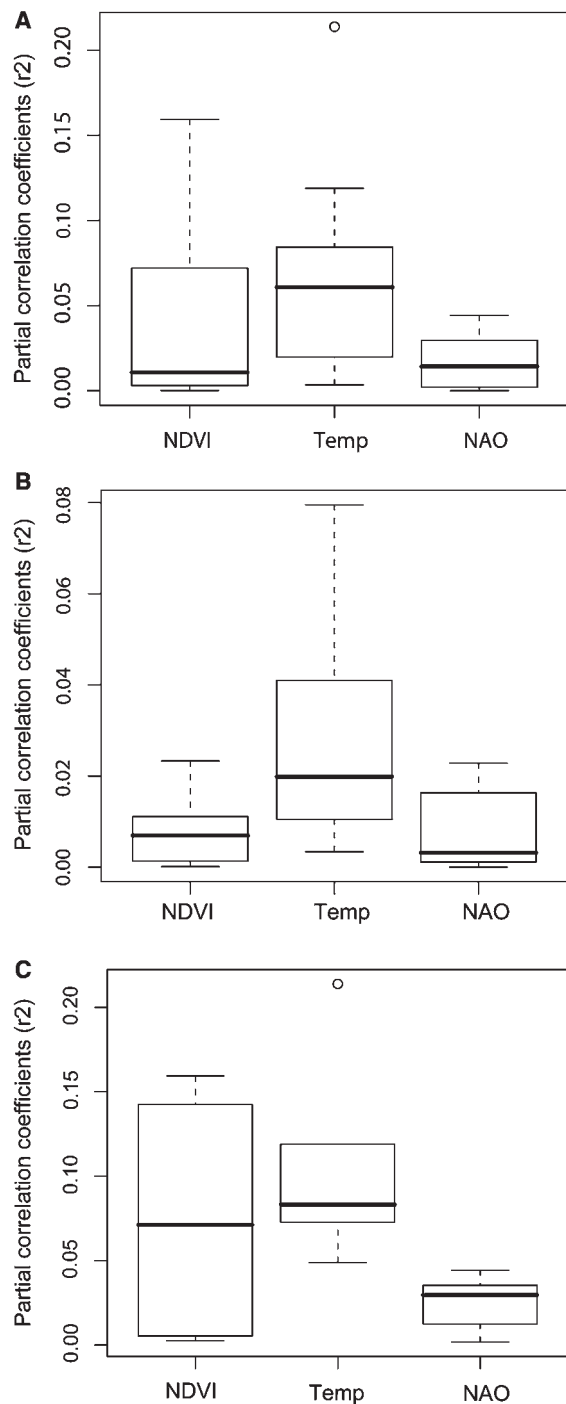 A
Partial correlation coefficients (r2)
0.20
0.15
0.10
0.05
0.00
NDVI Temp NAO
B
Partial correlation coefficients (r2)
0.08
0.06
0.04
0.02
0.00
NDVI Temp NAO
C
Partial correlation coefficients (r2)
0.20
0.15
0.10
0.05
0.00
NDVI Temp NAO